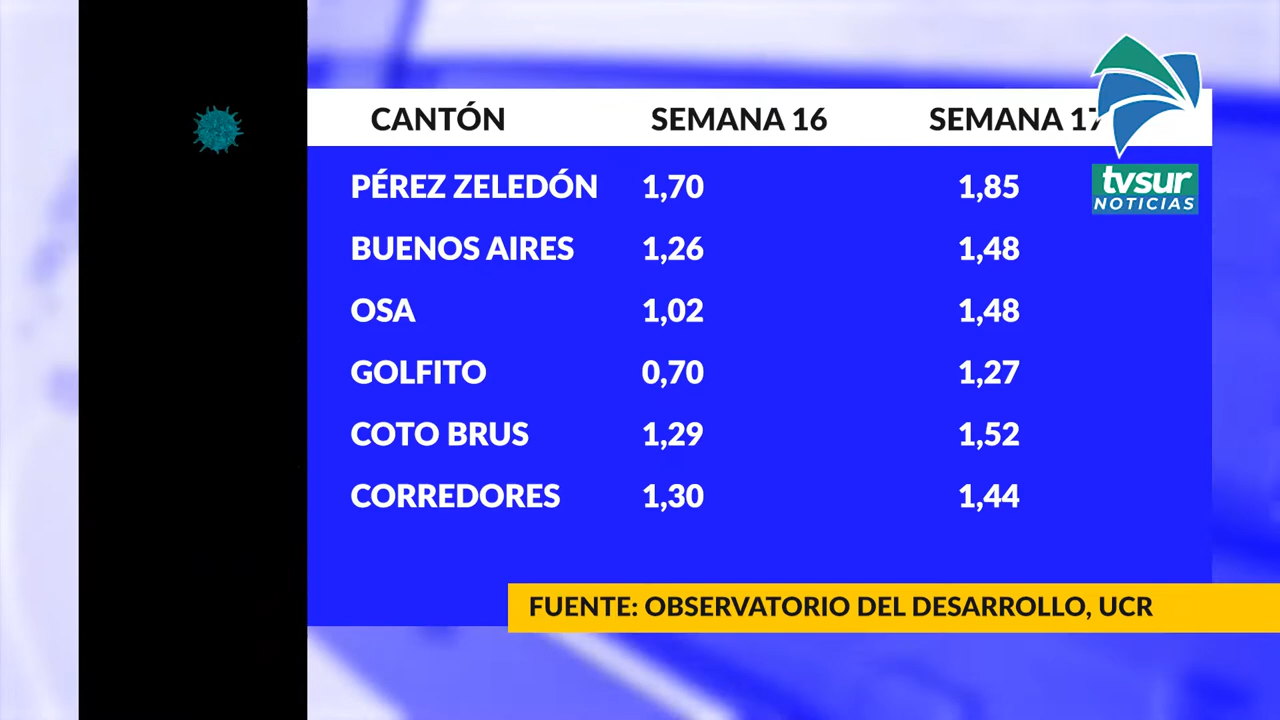 CANTÓN SEMANA 16 SEMANA 17
PÉREZ ZELEDÓN 1,70 1,85
BUENOS AIRES 1,26 1,48
OSA 1,02 1,48
GOLFITO 0,70 1,27
COTO BRUS 1,29 1,52
CORREDORES 1,30 1,44
tvsur
NOTICIAS
FUENTE: OBSERVATORIO DEL DESARROLLO, UCR